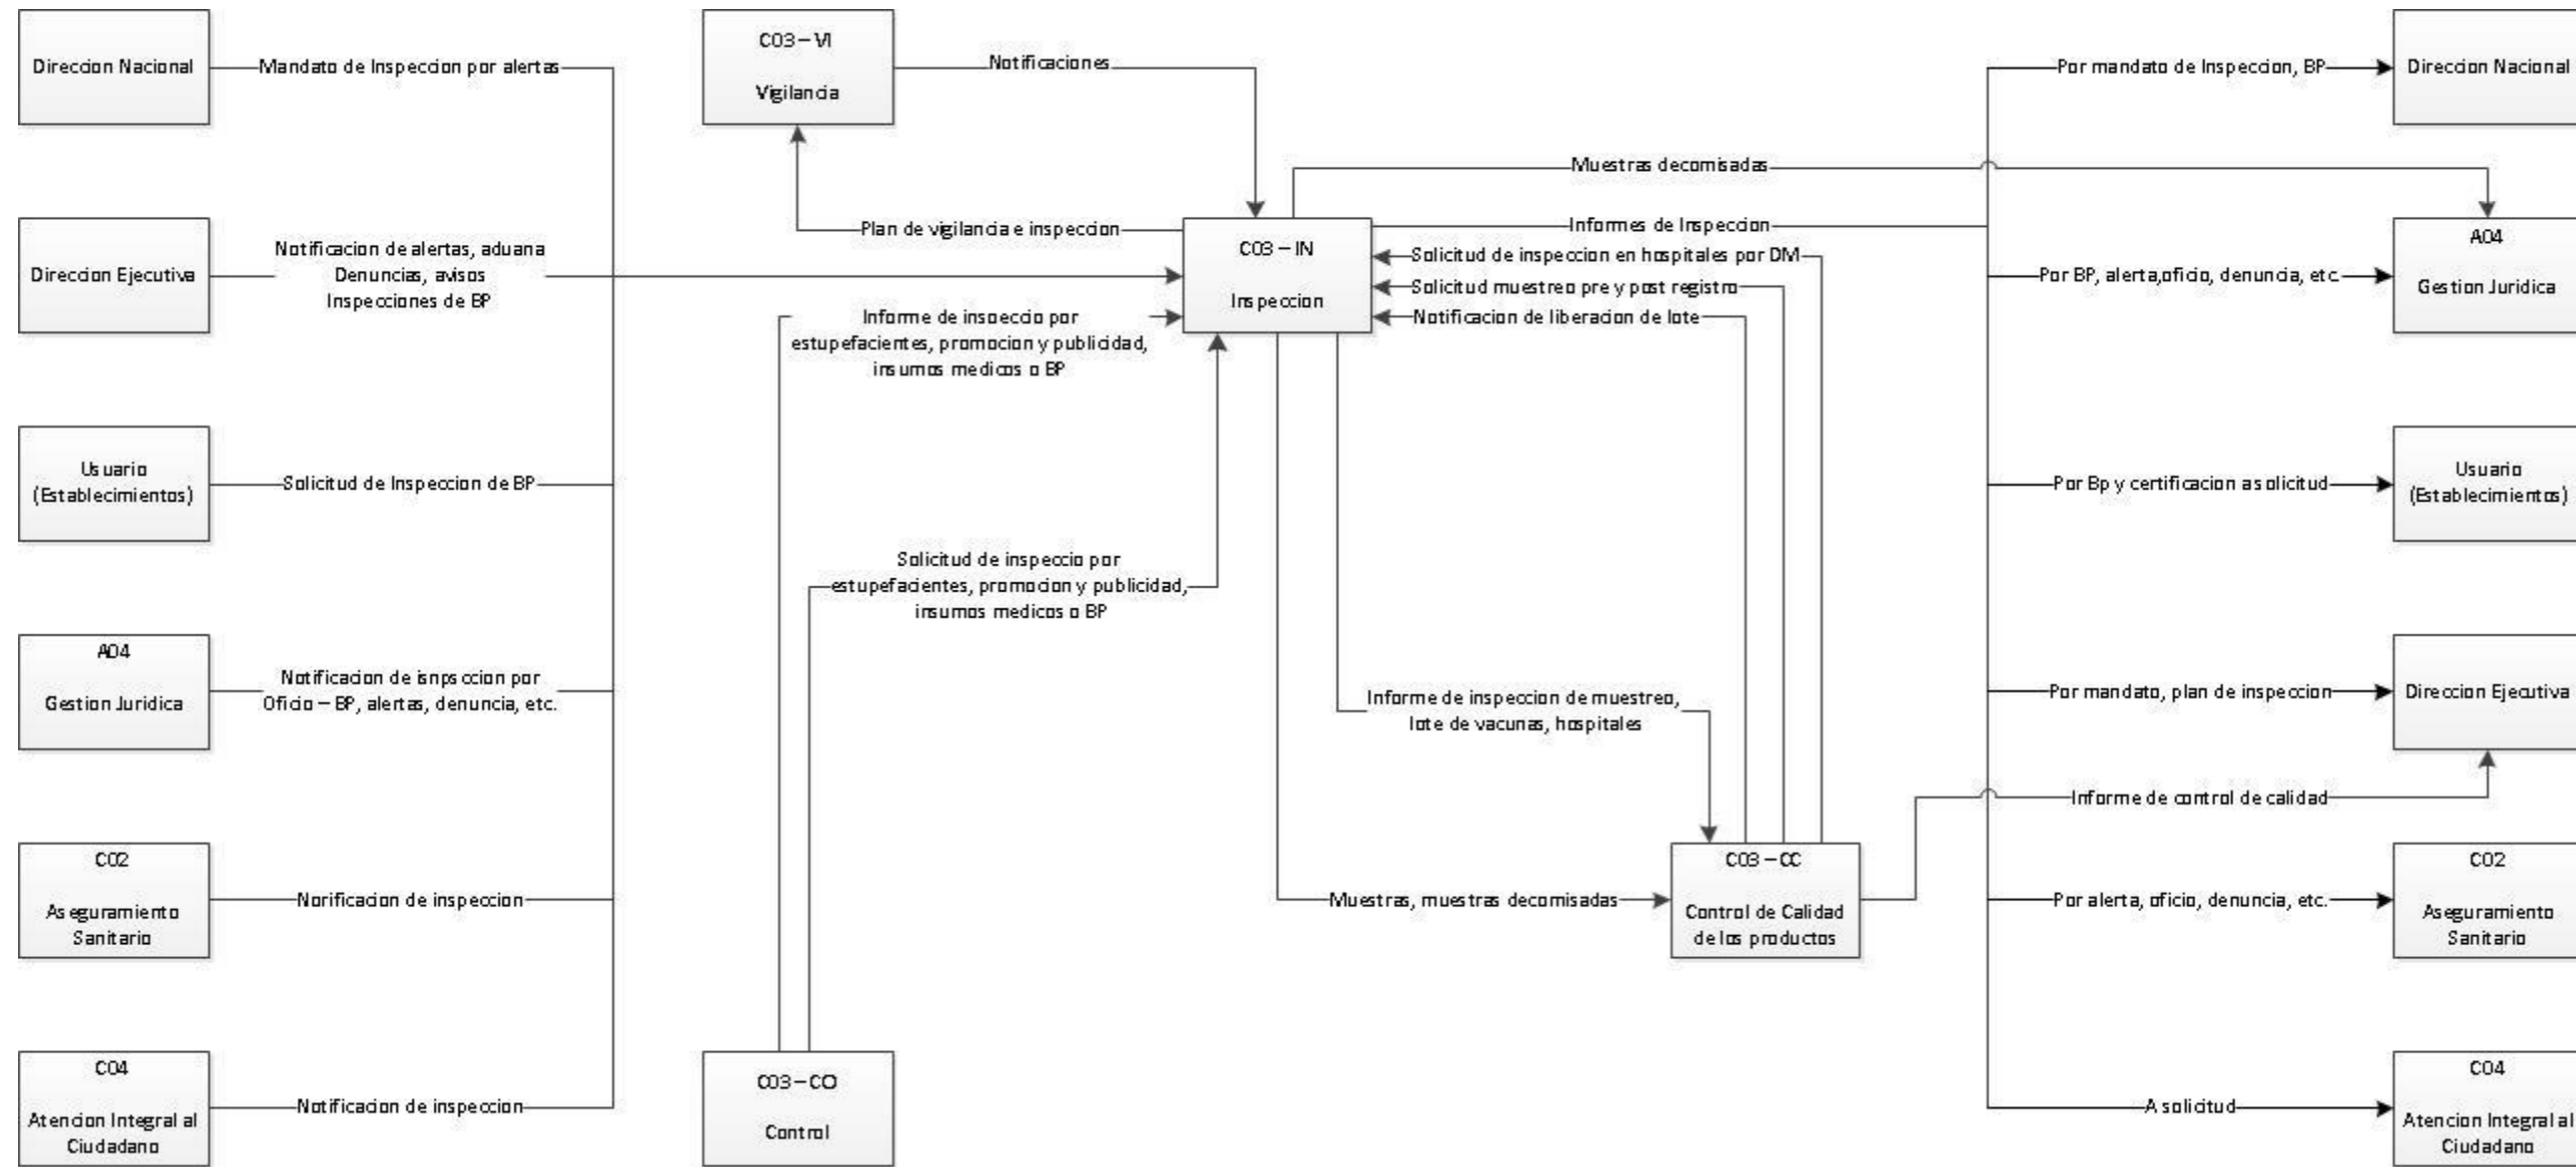 Direccion Nacional
Mandato de Inspeccion por alertas
C03 – VI
Vigilancia
Notificaciones
Por mandato de Inspeccion, BP
Direccion Nacional
Muestras decomisadas
Plan de vigilancia e inspeccion
Informes de Inspeccion
Direccion Ejecutiva
Notificacion de alertas, aduana
Denuncias, avisos
Inspecciones de BP
C03 – IN
Inspeccion
Solicitud de inspeccion en hospitales por DM
Solicitud muestreo pre y post registro
Notificacion de liberacion de lote
Por BP, alerta,oficio, denuncia, etc.
A04
Gestion Juridica
Informe de insoeccio por
estupefacientes, promocion y publicidad,
insumos medicos o BP
Usuario
(Establecimientos)
Solicitud de Inspeccion de BP
Por Bp y certificacion a solicitud
Usuario
(Establecimientos)
Solicitud de inspeccio por
estupefacientes, promocion y publicidad,
insumos medicos o BP
A04
Gestion Juridica
Notificacion de isnpsccion por
Oficio – BP, alertas, denuncia, etc.
Informe de inspeccion de muestreo,
lote de vacunas, hospitales
Por mandato, plan de inspeccion
Direccion Ejecutiva
Informe de control de calidad
C02
Aseguramiento
Sanitario
Norificacion de inspeccion
Muestras, muestras decomisadas
C03 – CC
Control de Calidad
de los productos
Por alerta, oficio, denuncia, etc.
C02
Aseguramiento
Sanitario
C04
Atencion Integral al
Ciudadano
Notificacion de inspeccion
C03 – CO
Control
A solicitud
C04
Atencion Integral al
Ciudadano